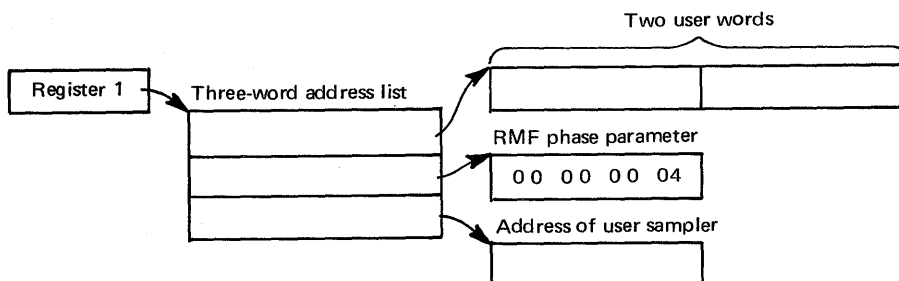 Two user words
Register 1
Three-word address list
RMF phase parameter
00 00 00 04
Address of user sampler